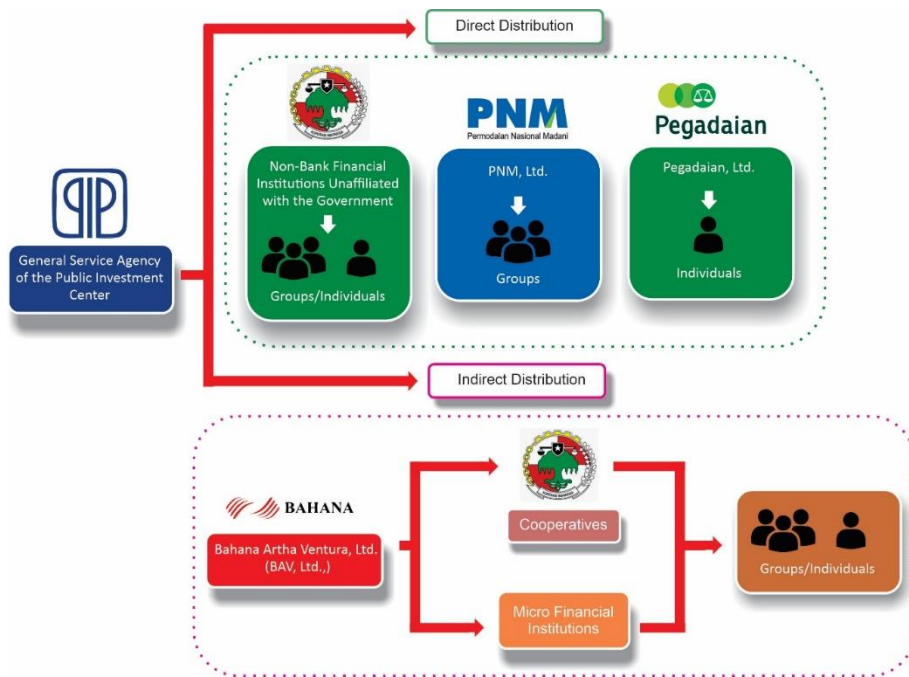 Direct Distribution
PNM
Permodalan Nasional Madani
Pegadaian
Non-Bank Financial
Institutions Unaffiliated
with the Government
Groups/Individuals
PNM, Ltd.
Groups
Pegadaian, Ltd.
Individuals
PIP
General Service Agency
of the Public Investment
Center
Indirect Distribution
BAHANA
Bahana Artha Ventura, Ltd.
(BAV, Ltd.,)
Cooperatives
Micro Financial
Institutions
Groups/Individuals